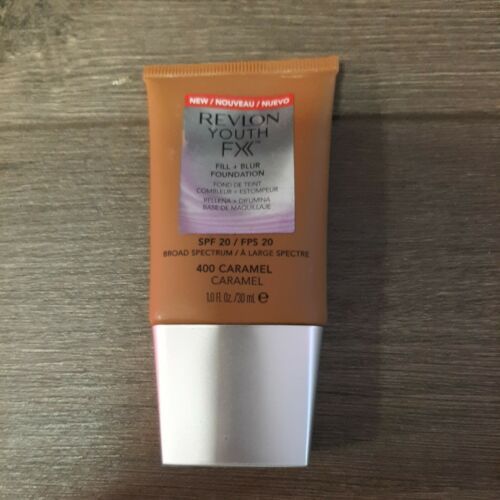 NEW / NOUVEAU / NUEVO
REVLON
YOUTH
FX™
FILL + BLUR
FOUNDATION
FOND DE TEINT
COMBLEUR + ESTOMPEUR
RELLENA + DIFUMINA
BASE DE MAQUILLAJE
SPF 20 / FPS 20
BROAD SPECTRUM / À LARGE SPECTRE
400 CARAMEL
CARAMEL
1.0 FL. Oz. / 30 mL e